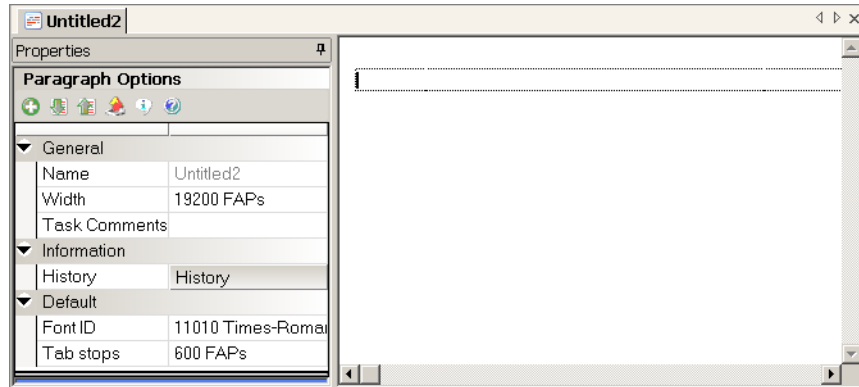 Untitled2
Properties
Paragraph Options
General
Name Untitled2
Width 19200 FAPs
Task Comments
Information
History History
Default
Font ID 11010 Times-Roma
Tab stops 600 FAPs